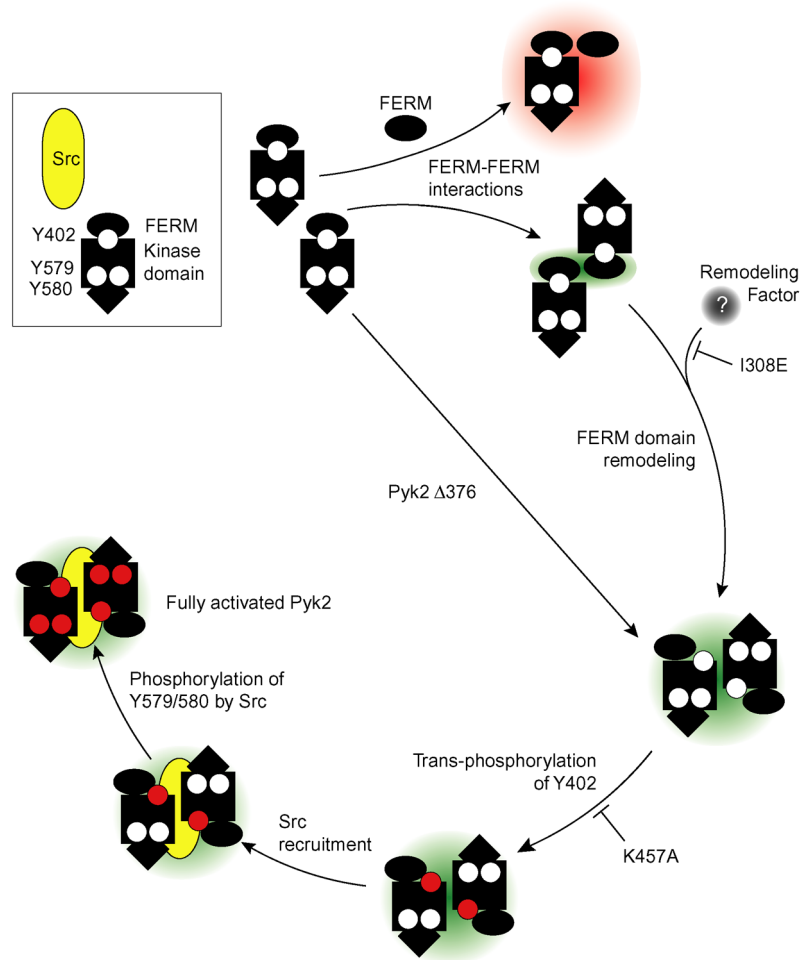 FERM
FERM-FERM
interactions
Src
Y402
Y579
Y580
FERM
Kinase
domain
Remodeling
Factor
?
I308E
FERM domain
remodeling
Pyk2 Δ376
Fully activated Pyk2
Phosphorylation of
Y579/580 by Src
Trans-phosphorylation
of Y402
K457A
Src
recruitment